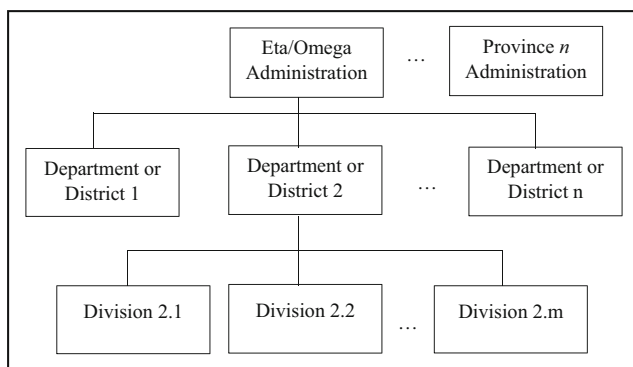 Eta/Omega
Administration
…
Province n
Administration
Department or
District 1
Department or
District 2
…
Department or
District n
Division 2.1
Division 2.2
…
Division 2.m